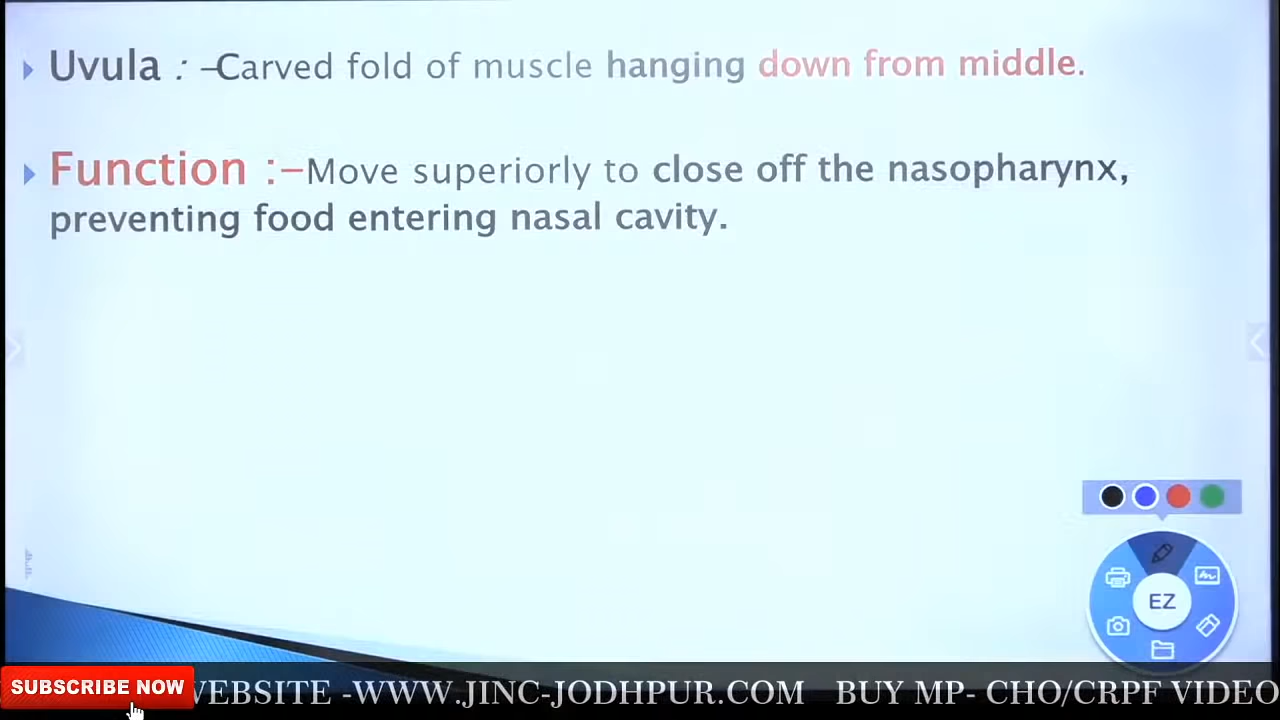 Uvula : –Carved fold of muscle hanging down from middle.
Function :–Move superiorly to close off the nasopharynx,
preventing food entering nasal cavity.
EZ
SUBSCRIBE NOW
WEBSITE -WWW.JINC-JODHPUR.COM BUY MP- CHO/CRPF VIDEO